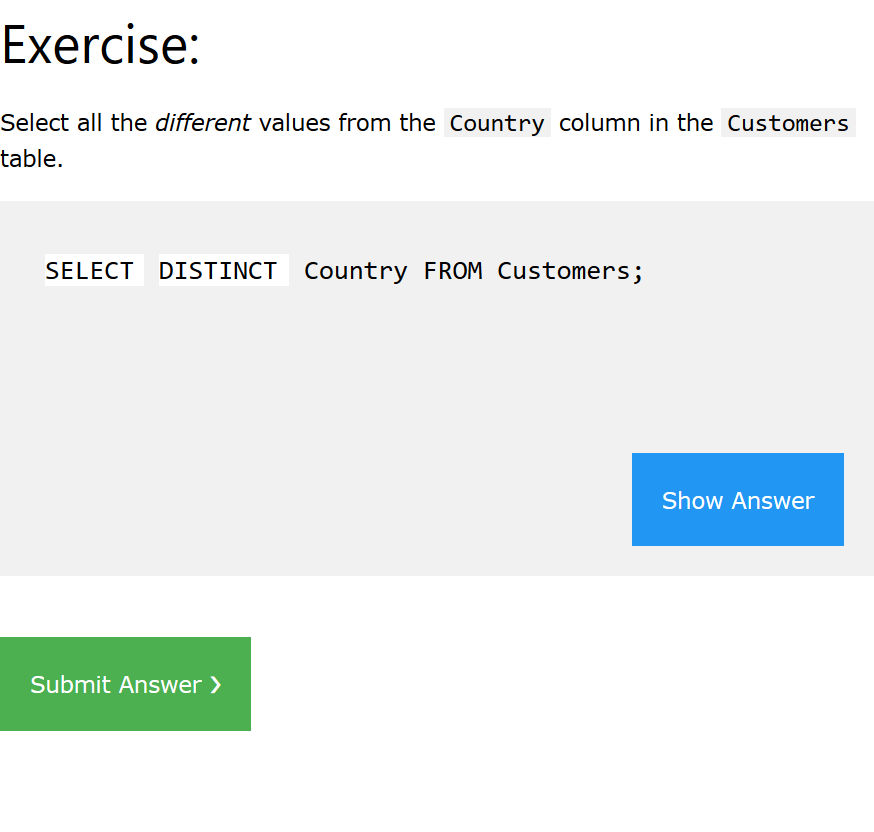 Exercise:
Select all the different values from the Country column in the Customers
table.
SELECT DISTINCT Country FROM Customers;
Show Answer
Submit Answer ❯